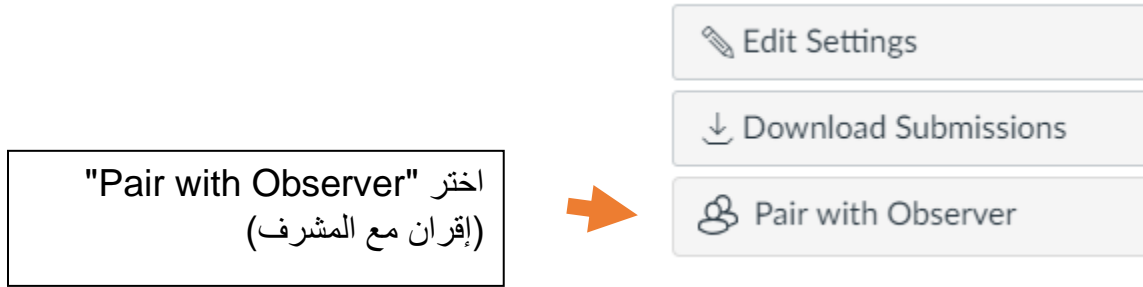 Edit Settings
Download Submissions
اختر "Pair with Observer"
(إقران مع المشرف)
Pair with Observer